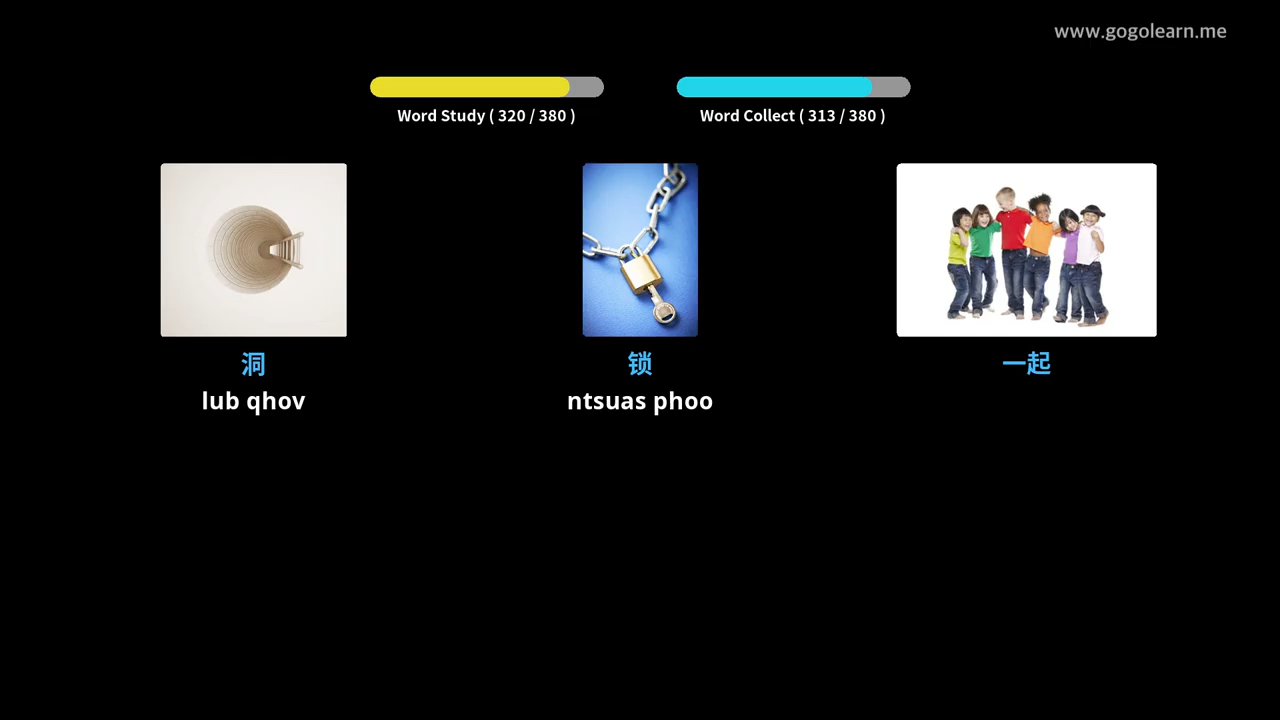 www.gogolearn.me
Word Study ( 320 / 380 )
Word Collect ( 313 / 380 )
洞
锁
一起
lub qhov
ntsuas phoo